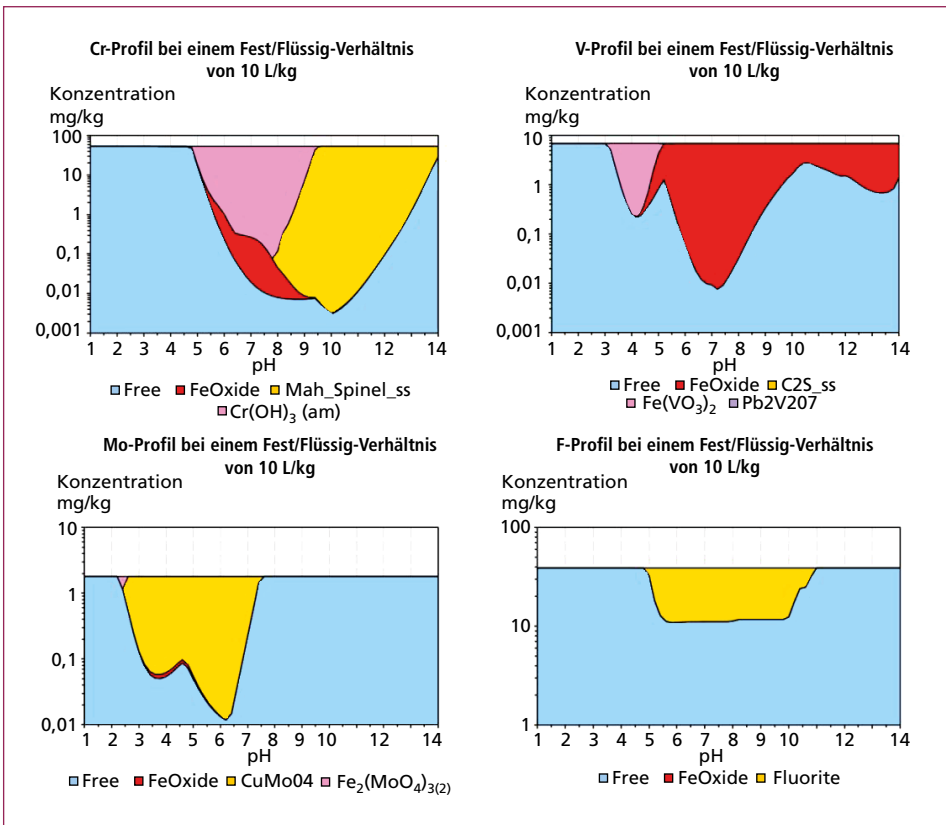 Cr-Profil bei einem Fest/Flüssig-Verhältnis
von 10 L/kg
Konzentration
mg/kg
100
10
1
0,1
0,01
0,001
1 2 3 4 5 6 7 8 9 10 11 12 14
pH
Free FeOxide Mah_Spinel_ss
Cr(OH)3 (am)
V-Profil bei einem Fest/Flüssig-Verhältnis
von 10 L/kg
Konzentration
mg/kg
10
1
0,1
0,01
0,001
1 2 3 4 5 6 7 8 9 10 11 12 14
pH
Free FeOxide C2S_ss
Fe(VO3)2 Pb2V207
Mo-Profil bei einem Fest/Flüssig-Verhältnis
von 10 L/kg
Konzentration
mg/kg
10
1
0,1
0,01
1 2 3 4 5 6 7 8 9 10 11 12 14
pH
Free FeOxide CuMo04 Fe2(MoO4)3(2)
F-Profil bei einem Fest/Flüssig-Verhältnis
von 10 L/kg
Konzentration
mg/kg
100
10
1
1 2 3 4 5 6 7 8 9 10 11 12 14
pH
Free FeOxide Fluorite